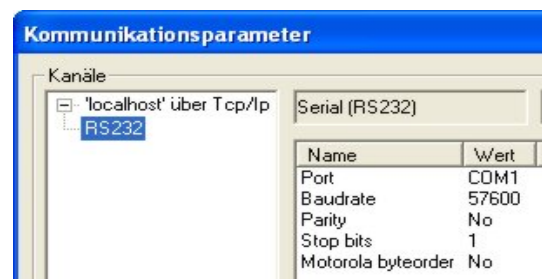 Kommunikationsparameter
Kanäle
'localhost' über Tcp/Ip
RS232
Serial (RS232)
Name Wert
Port COM1
Baudrate 57600
Parity No
Stop bits 1
Motorola byteorder No